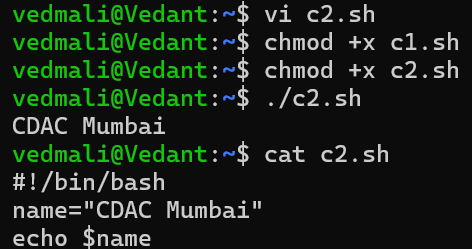 vedmali@Vedant:~$ vi c2.sh
vedmali@Vedant:~$ chmod +x c1.sh
vedmali@Vedant:~$ chmod +x c2.sh
vedmali@Vedant:~$ ./c2.sh
CDAC Mumbai
vedmali@Vedant:~$ cat c2.sh
#!/bin/bash
name="CDAC Mumbai"
echo $name